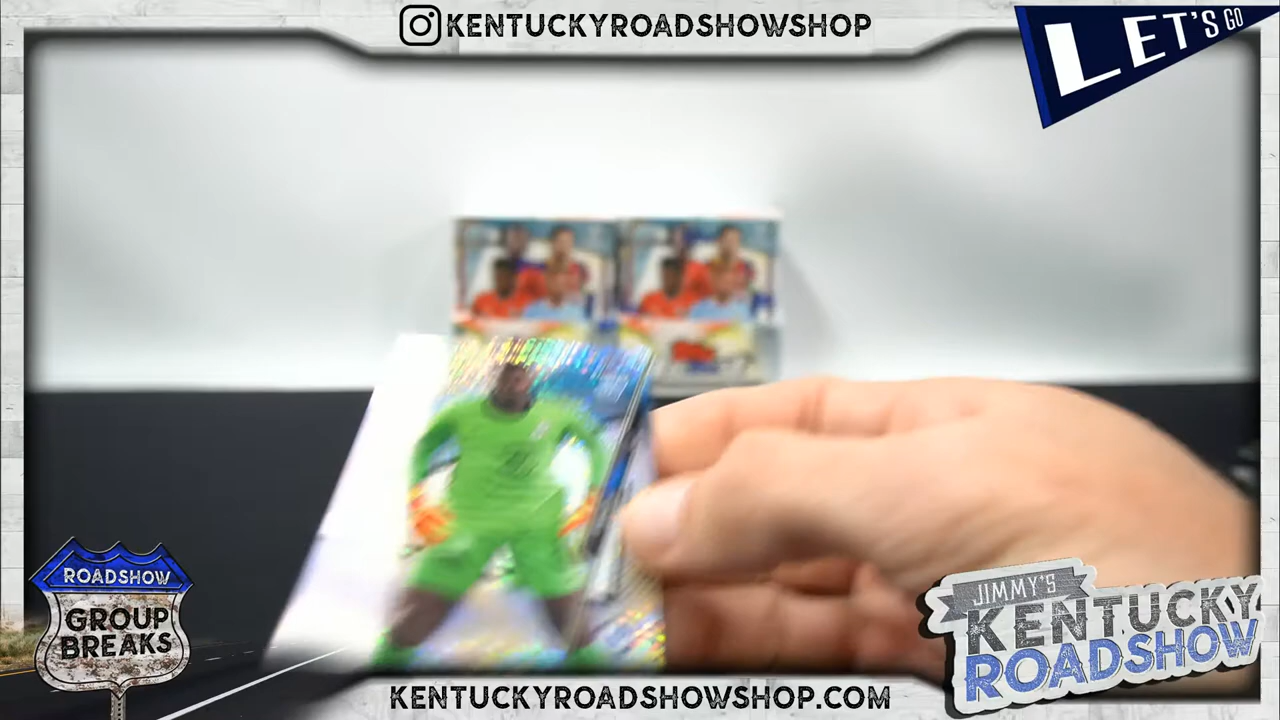 KENTUCKYROADSHOWSHOP
LET'S GO
ROADSHOW
GROUP
BREAKS
JIMMY'S
KENTUCKY
ROADSHOW
KENTUCKYROADSHOWSHOP.COM